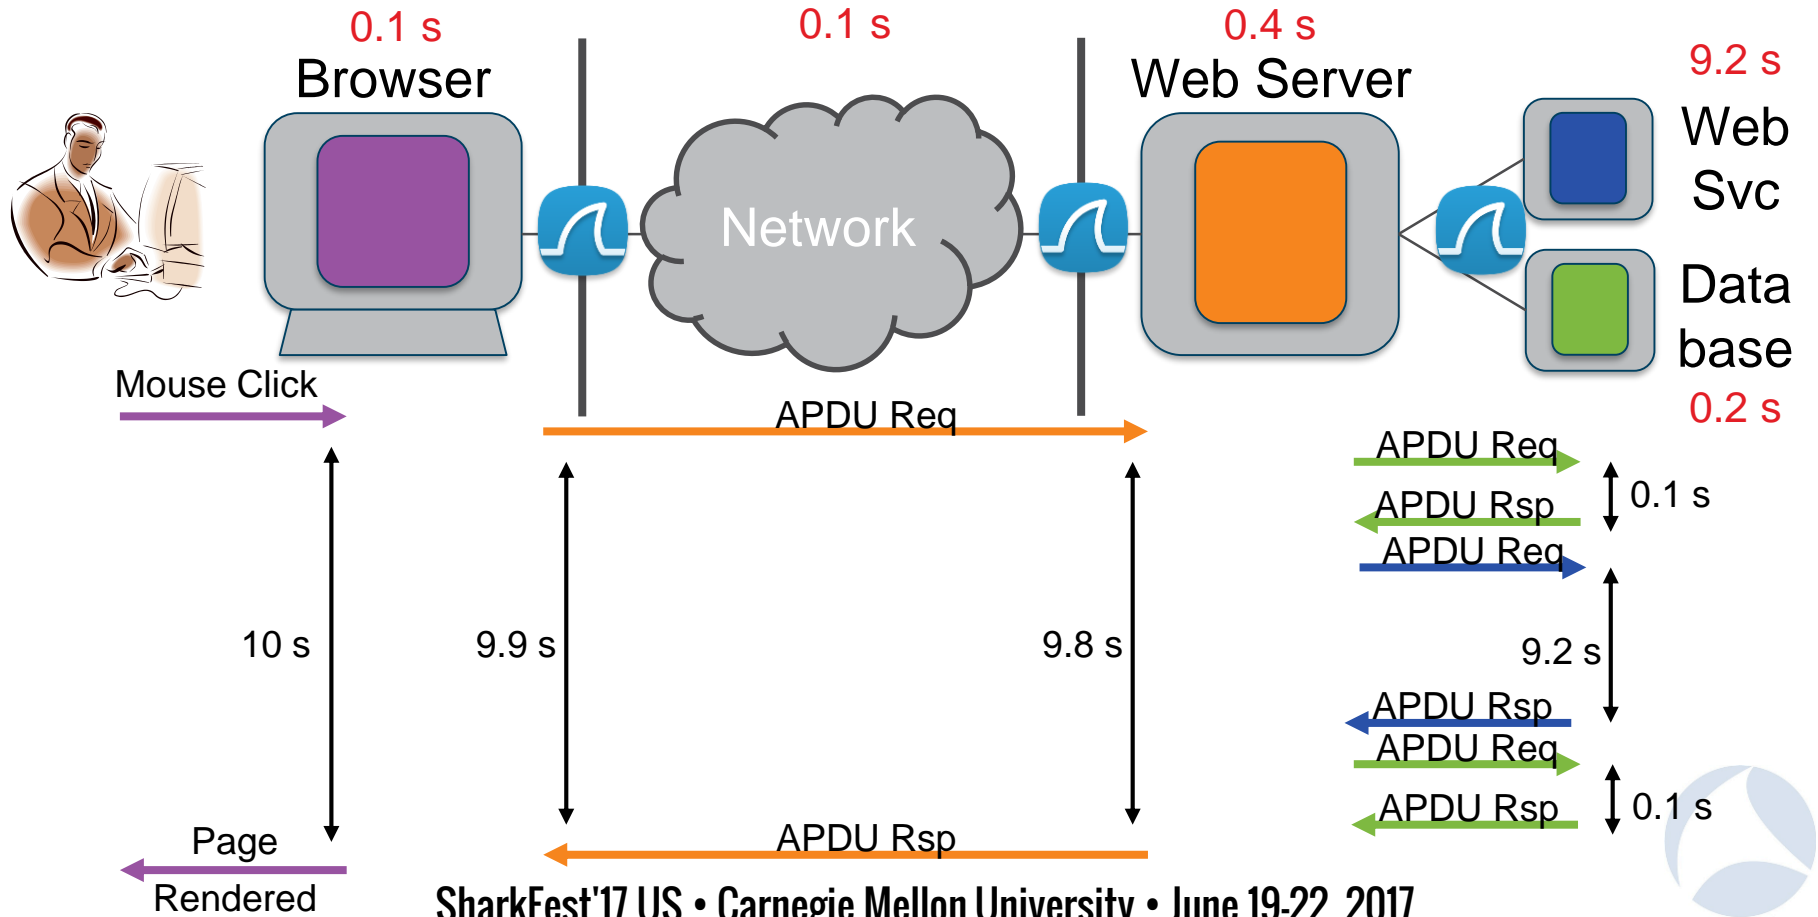 0.1 s
0.1 s
0.4 s
9.2 s
Browser
Web Server
Web
Svc
Network
Data
base
0.2 s
Mouse Click
APDU Req
APDU Req
0.1 s
APDU Rsp
APDU Req
10 s
9.9 s
9.8 s
9.2 s
APDU Rsp
APDU Req
0.1 s
APDU Rsp
APDU Rsp
Page
Rendered
SharkFest'17 US • Carnegie Mellon University • June 19-22, 2017